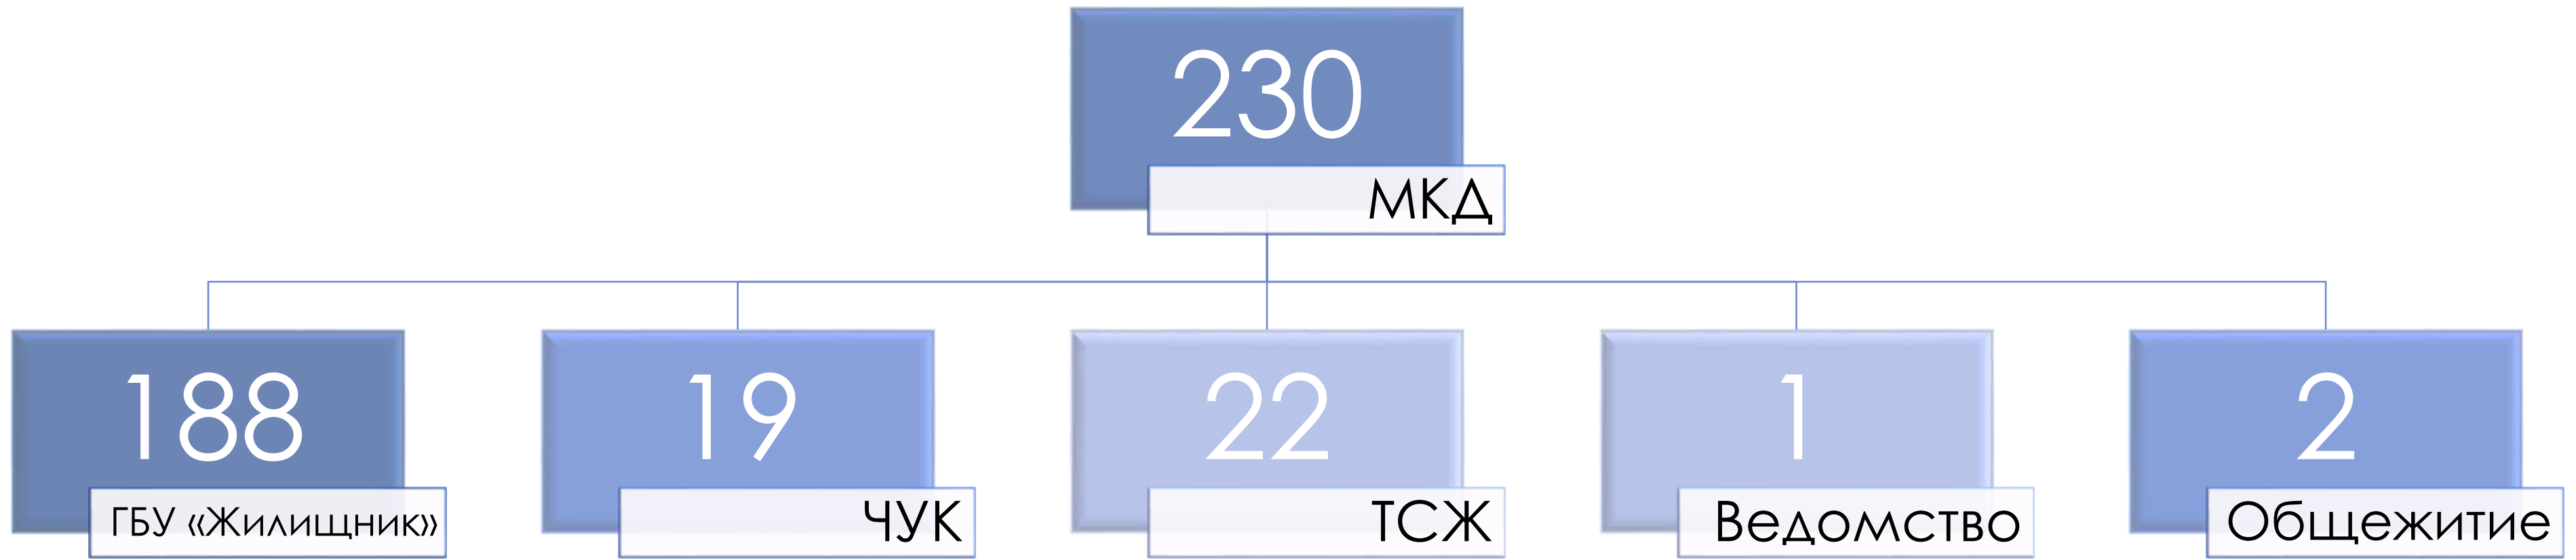 230
МКД
188
ГБУ «Жилищник»
19
ЧУК
22
ТСЖ
1
Ведомство
2
Общежитие